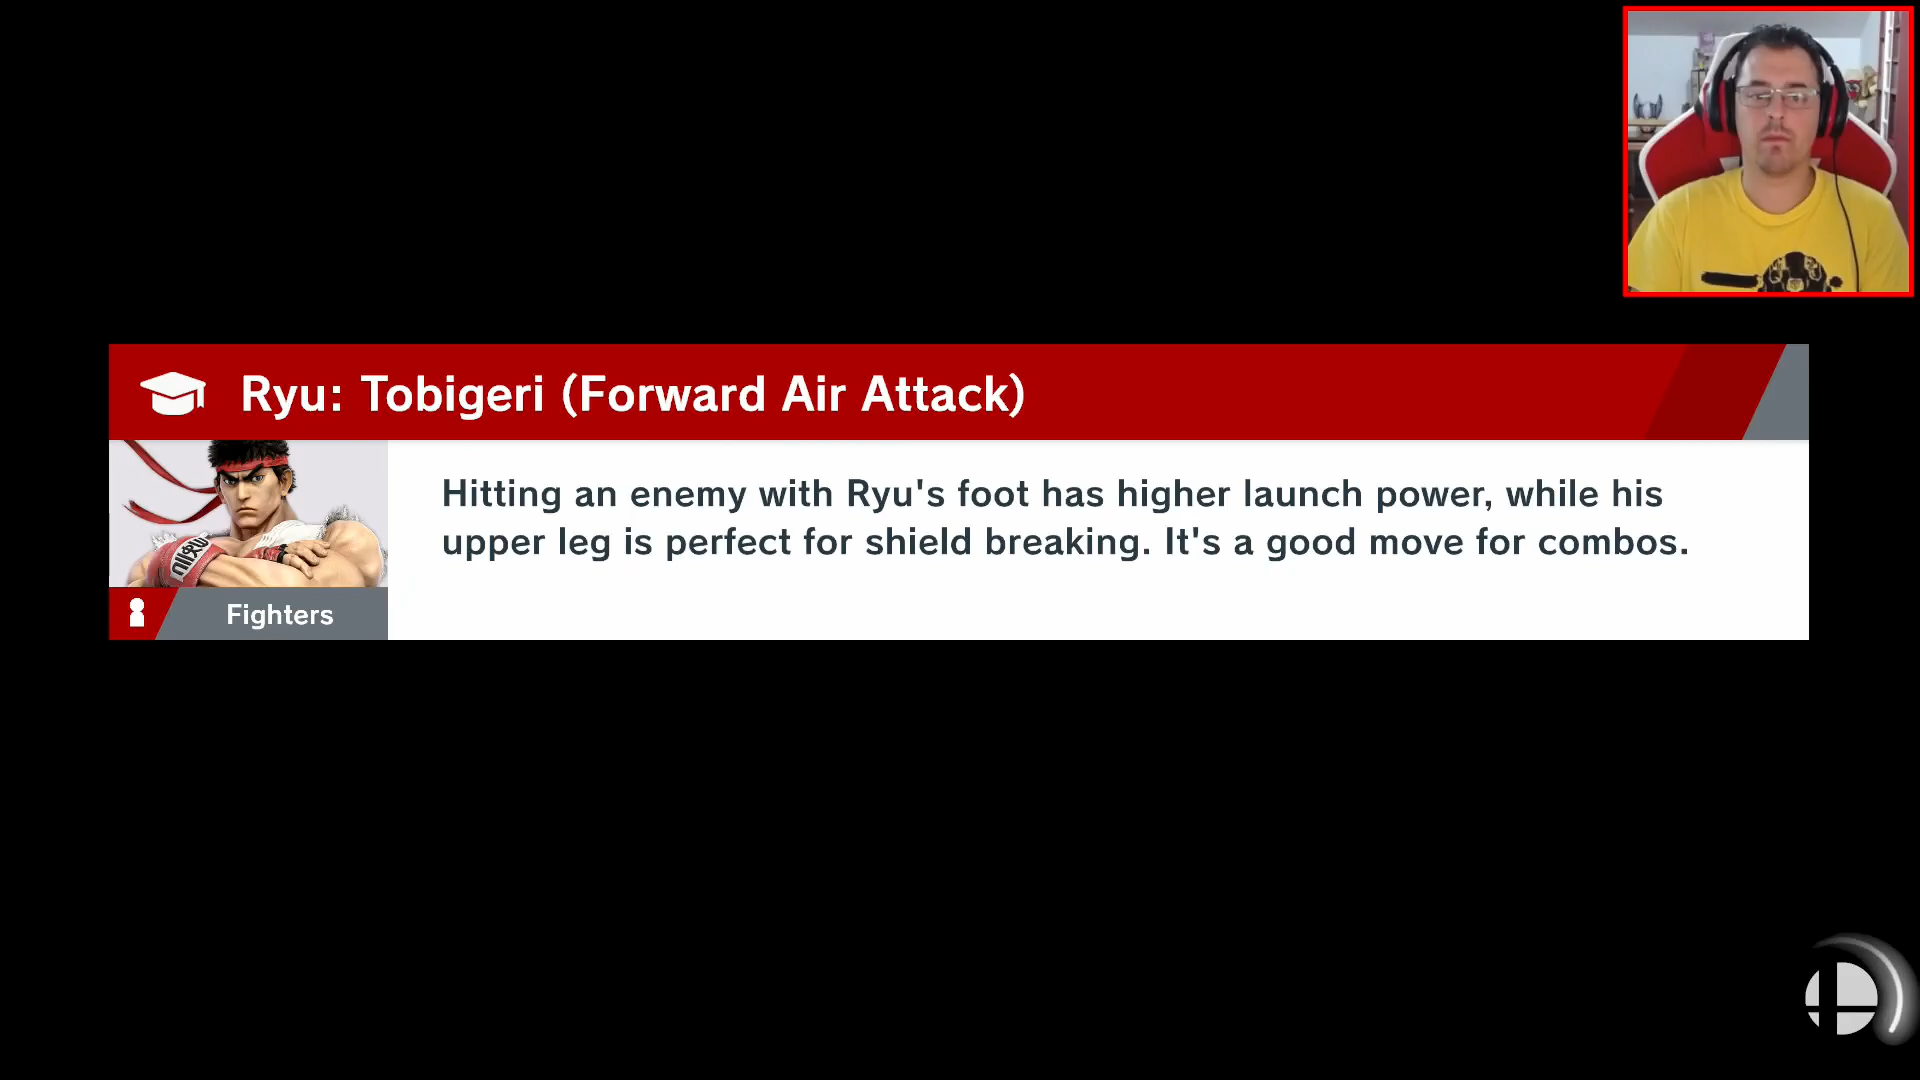 Ryu: Tobigeri (Forward Air Attack)
Hitting an enemy with Ryu's foot has higher launch power, while his
upper leg is perfect for shield breaking. It's a good move for combos.
Fighters